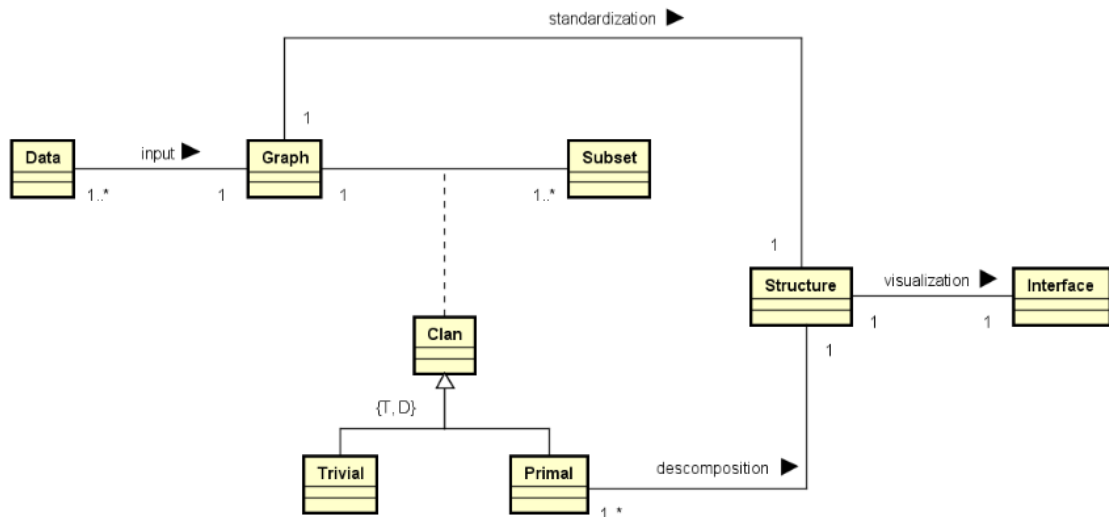 standardization
1
Data
input
Graph
Subset
1..*
1
1
1..*
1
Structure
visualization
Interface
1
1
1
Clan
{T, D}
Trivial
Primal
descomposition
1..*